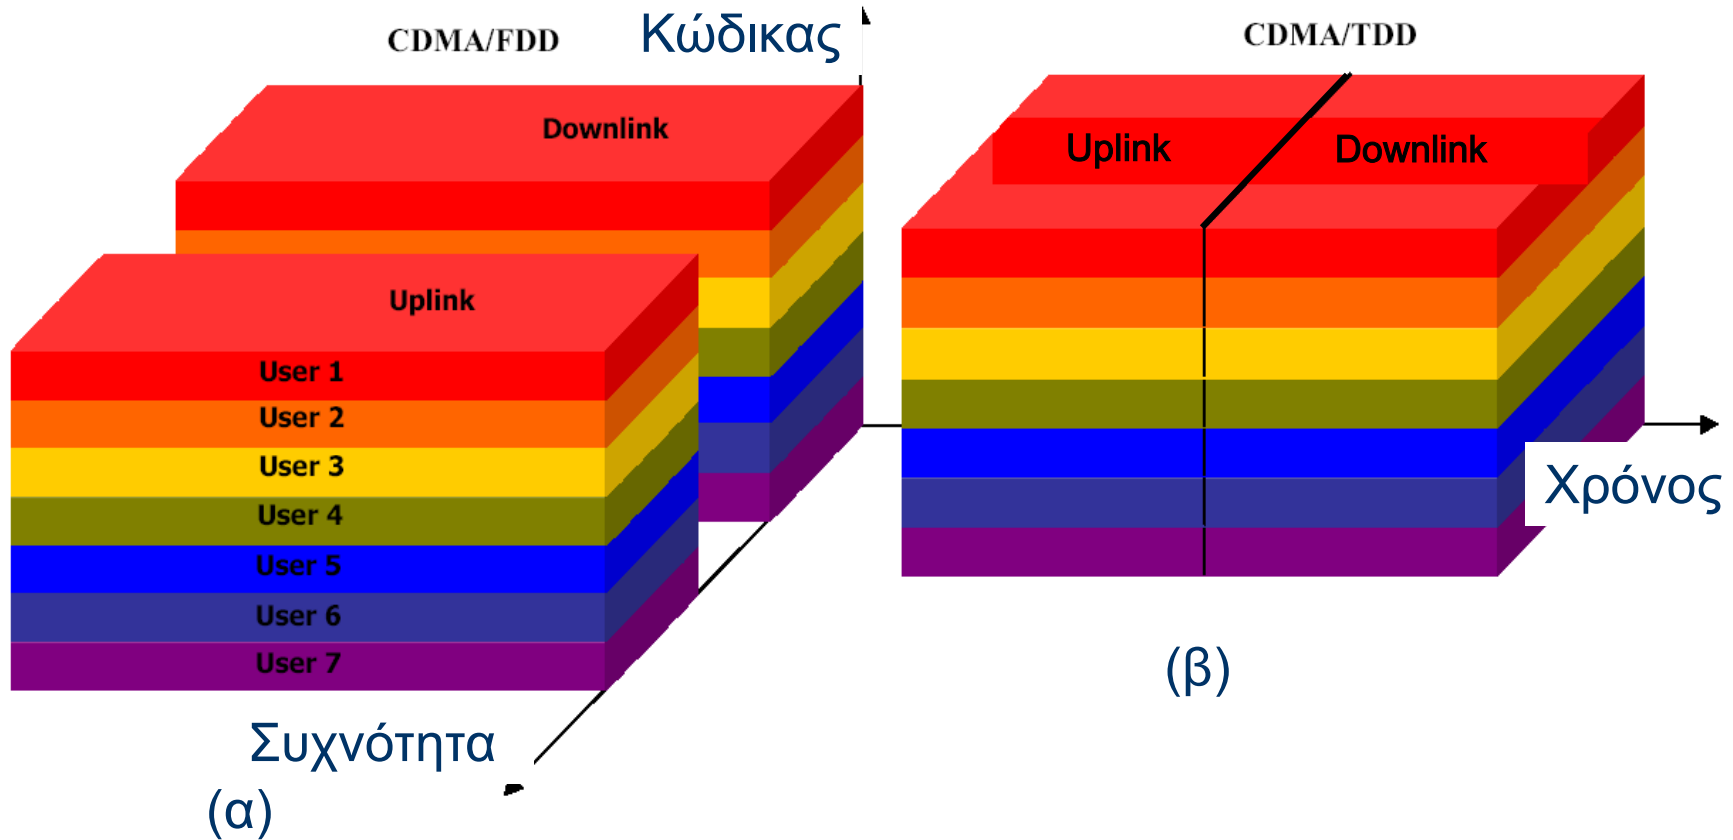 CDMA/FDD
Κώδικας
CDMA/TDD
Downlink
Uplink
Downlink
Uplink
User 1
User 2
User 3
User 4
User 5
User 6
User 7
Χρόνος
(β)
Συχνότητα
(α)